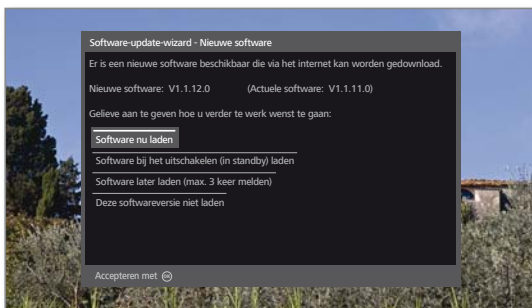 Software-update-wizard - Nieuwe software
Er is een nieuwe software beschikbaar die via het internet kan worden gedownload.
Nieuwe software: V1.1.12.0 (Actuele software: V1.1.11.0)
Gelieve aan te geven hoe u verder te werk wenst te gaan:
Software nu laden
Software bij het uitschakelen (in standby) laden
Software later laden (max. 3 keer melden)
Deze softwareversie niet laden
Accepteren met OK